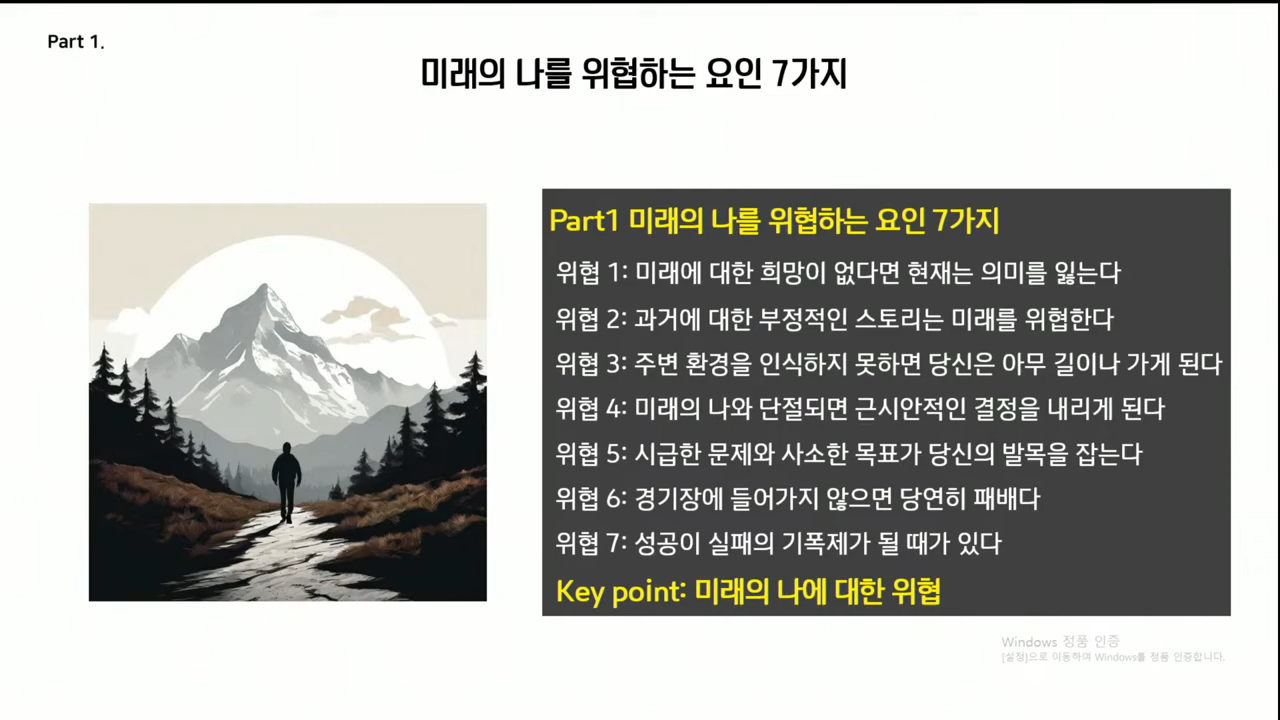 Part 1.
미래의 나를 위협하는 요인 7가지
Part1 미래의 나를 위협하는 요인 7가지
위협 1: 미래에 대한 희망이 없다면 현재는 의미를 잃는다
위협 2: 과거에 대한 부정적인 스토리는 미래를 위협한다
위협 3: 주변 환경을 인식하지 못하면 당신은 아무 길이나 가게 된다
위협 4: 미래의 나와 단절되면 근시안적인 결정을 내리게 된다
위협 5: 시급한 문제와 사소한 목표가 당신의 발목을 잡는다
위협 6: 경기장에 들어가지 않으면 당연히 패배다
위협 7: 성공이 실패의 기폭제가 될 때가 있다
Key point: 미래의 나에 대한 위협
Windows 정품 인증
[설정]으로 이동하여 Windows를 정품 인증합니다.